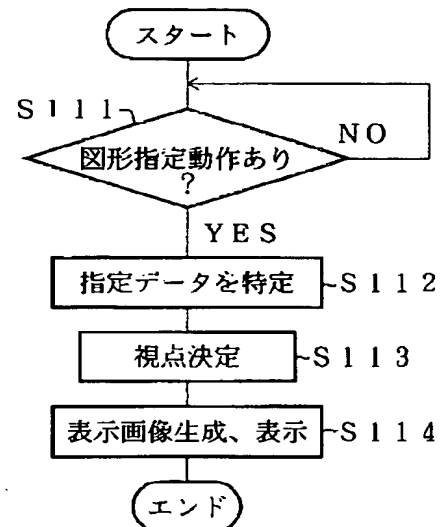 スタート
S111
図形指定動作あり
?
NO
YES
指定データを特定
S112
視点決定
S113
表示画像生成、表示
S114
エンド